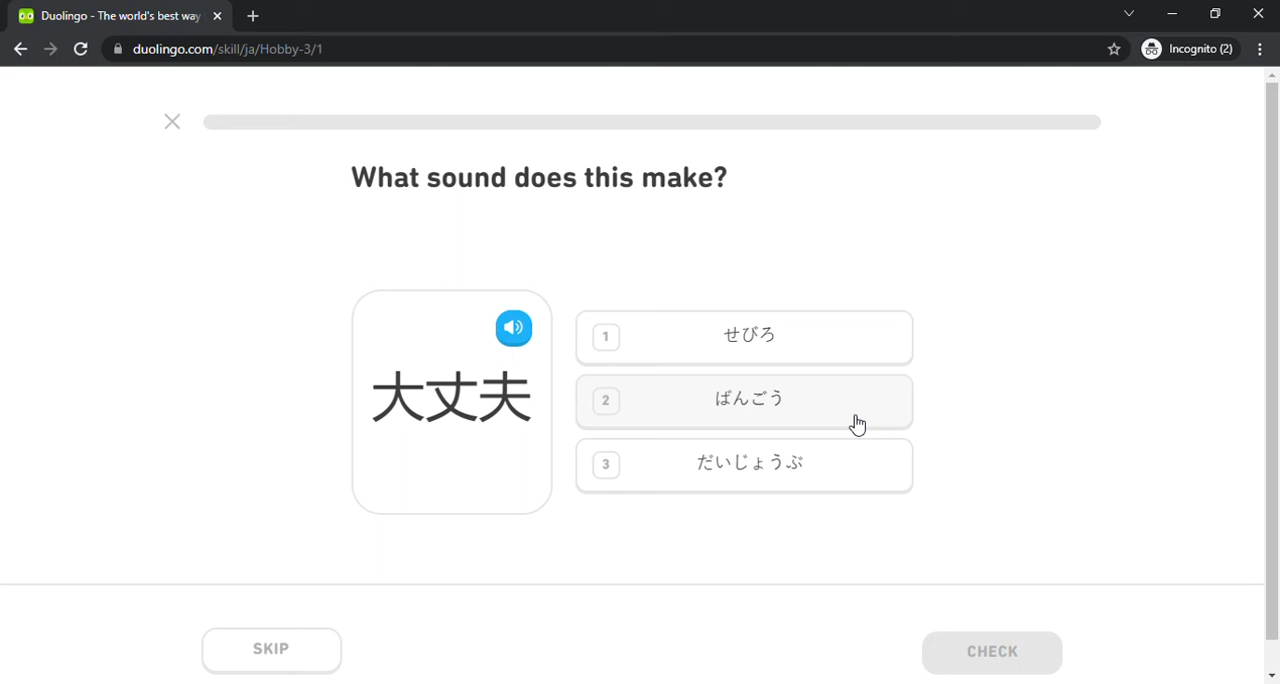 Duolingo - The world's best way
duolingo.com/skill/ja/Hobby-3/1
Incognito (2)
What sound does this make?
大丈夫
1 せびろ
2 ばんごう
3 だいじょうぶ
SKIP
CHECK